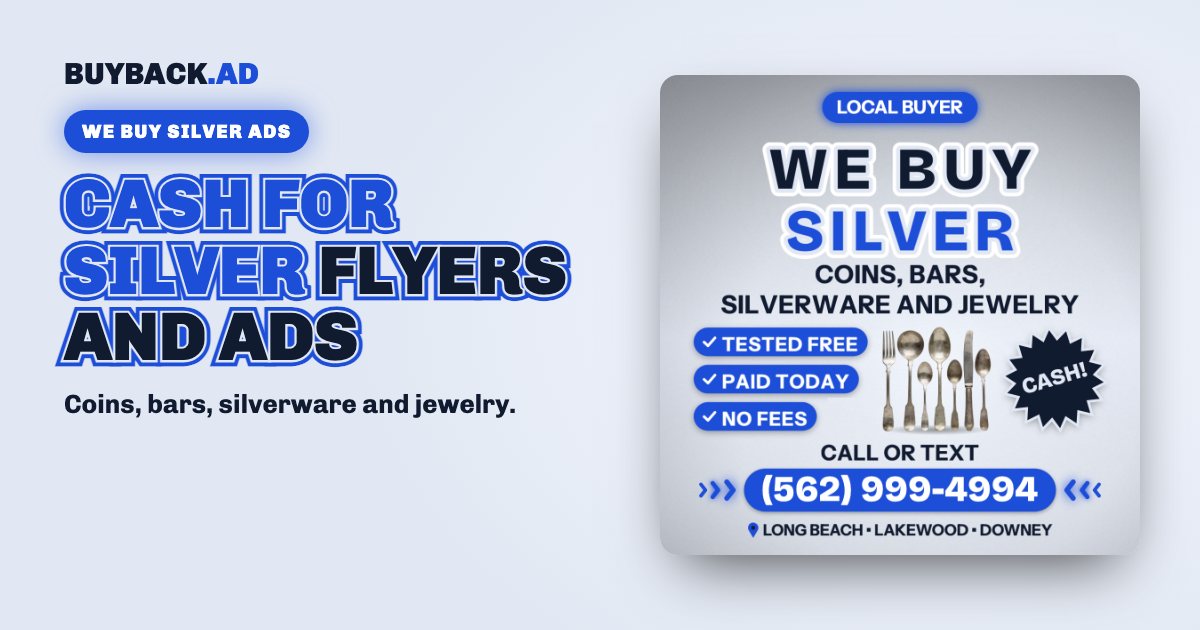 BUYBACK.AD
WE BUY SILVER ADS
CASH FOR
SILVER FLYERS
AND ADS
Coins, bars, silverware and jewelry.
LOCAL BUYER
WE BUY
SILVER
COINS, BARS,
SILVERWARE AND JEWELRY
TESTED FREE
PAID TODAY
NO FEES
CASH!
CALL OR TEXT
(562) 999-4994
LONG BEACH • LAKEWOOD • DOWNEY